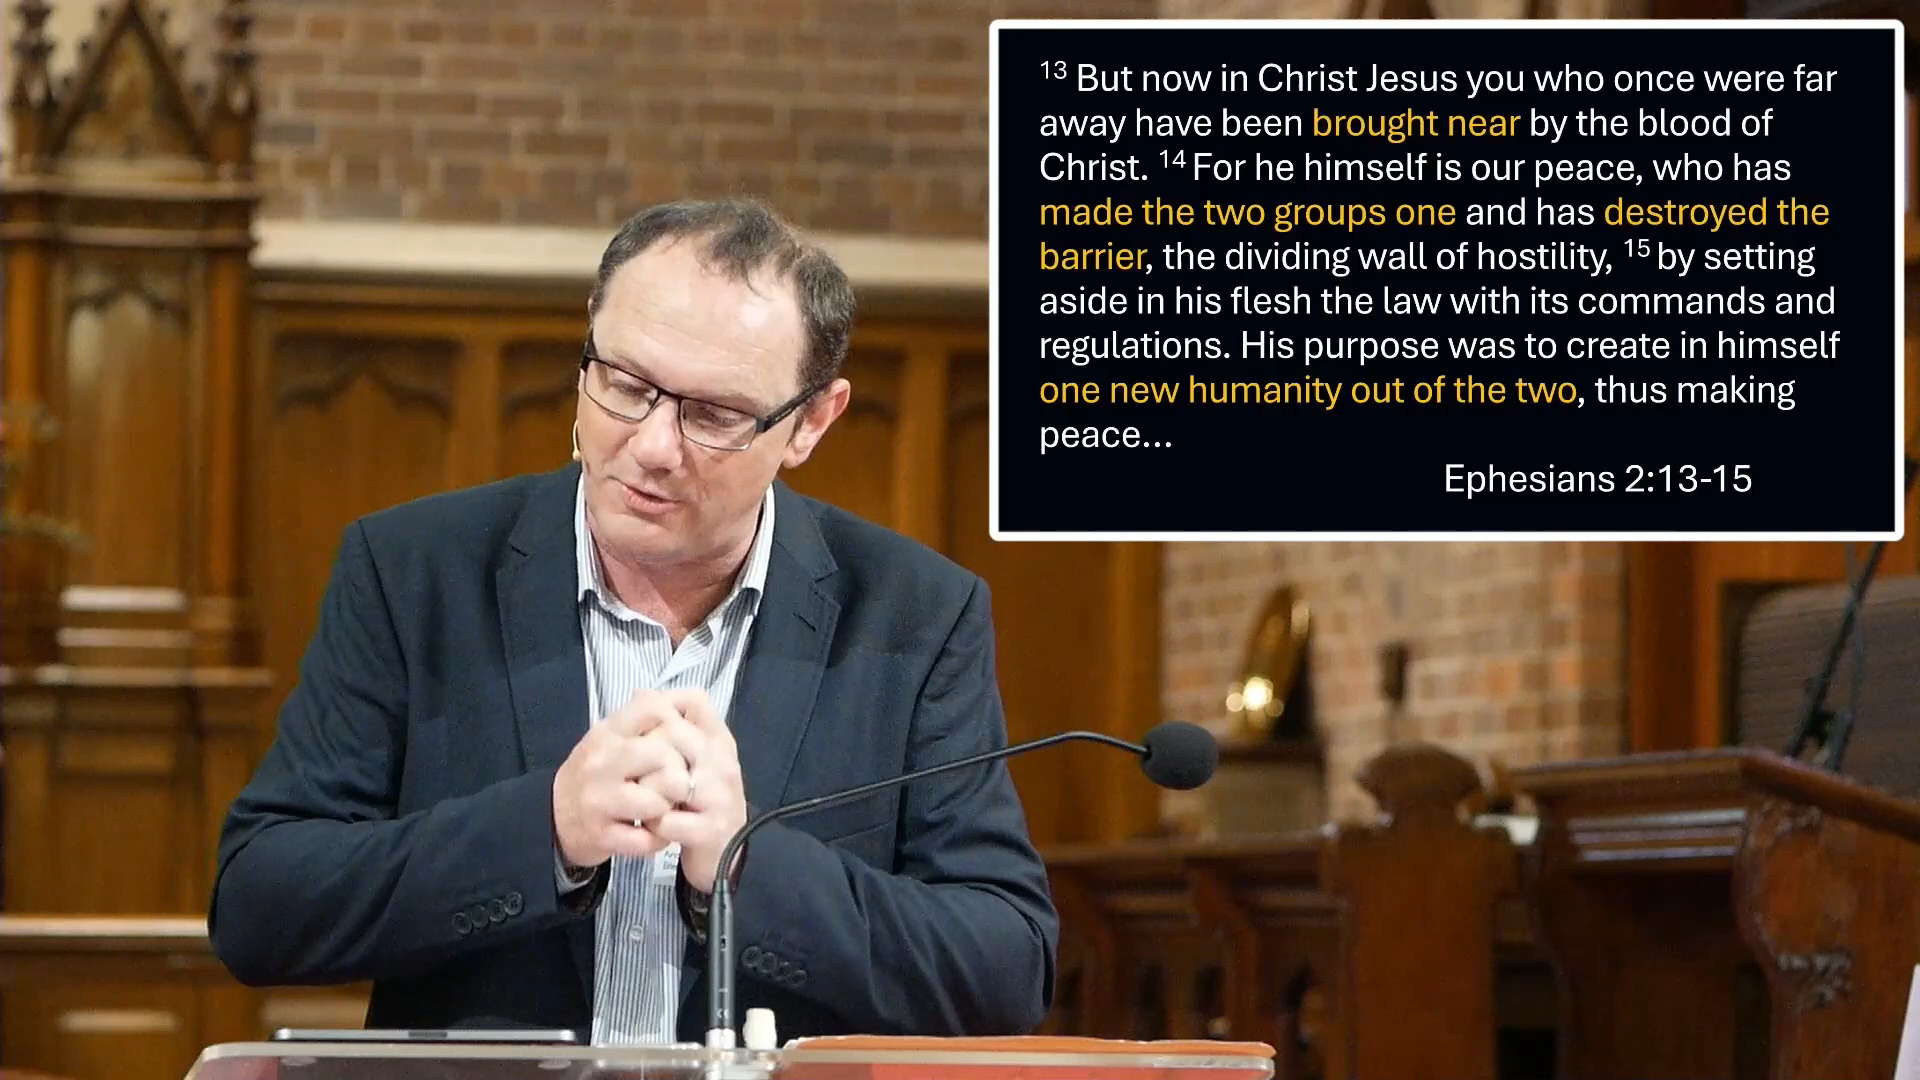 13 But now in Christ Jesus you who once were far
away have been brought near by the blood of
Christ. 14 For he himself is our peace, who has
made the two groups one and has destroyed the
barrier, the dividing wall of hostility, 15 by setting
aside in his flesh the law with its commands and
regulations. His purpose was to create in himself
one new humanity out of the two, thus making
peace...
Ephesians 2:13-15